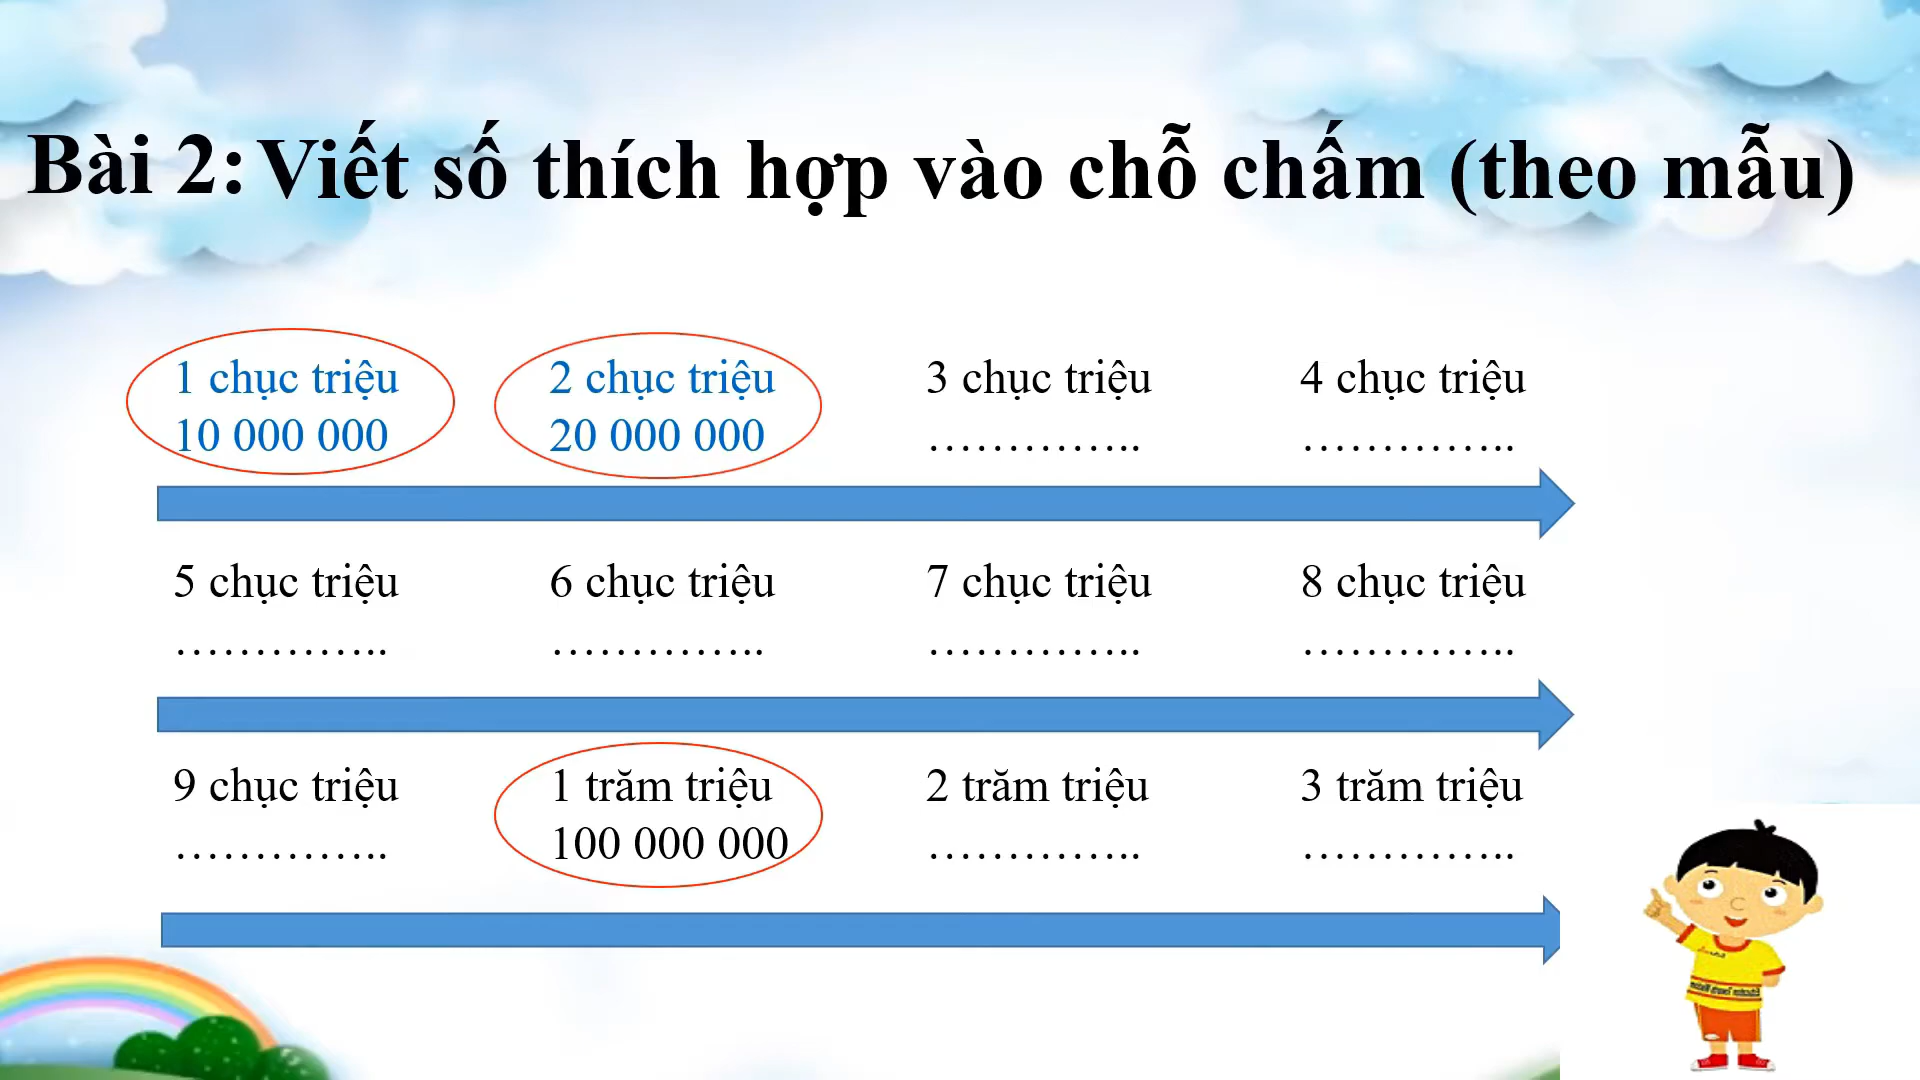 Bài 2: Viết số thích hợp vào chỗ chấm (theo mẫu)
1 chục triệu 2 chục triệu 3 chục triệu 4 chục triệu
10 000 000 20 000 000 ………….. …………..
5 chục triệu 6 chục triệu 7 chục triệu 8 chục triệu
………….. ………….. ………….. …………..
9 chục triệu 1 trăm triệu 2 trăm triệu 3 trăm triệu
………….. 100 000 000 ………….. …………..